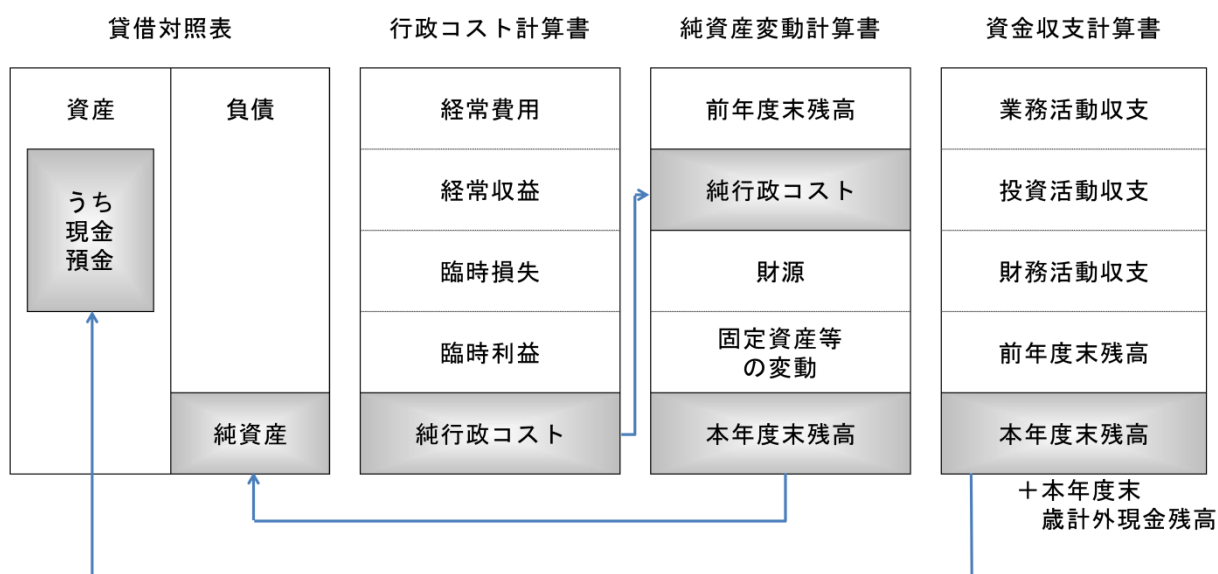 貸借対照表
行政コスト計算書
純資産変動計算書
資金収支計算書
資産
負債
うち
現金
預金
純資産
経常費用
経常収益
臨時損失
臨時利益
純行政コスト
前年度末残高
純行政コスト
財源
固定資産等
の変動
本年度末残高
業務活動収支
投資活動収支
財務活動収支
前年度末残高
本年度末残高
＋本年度末
歳計外現金残高